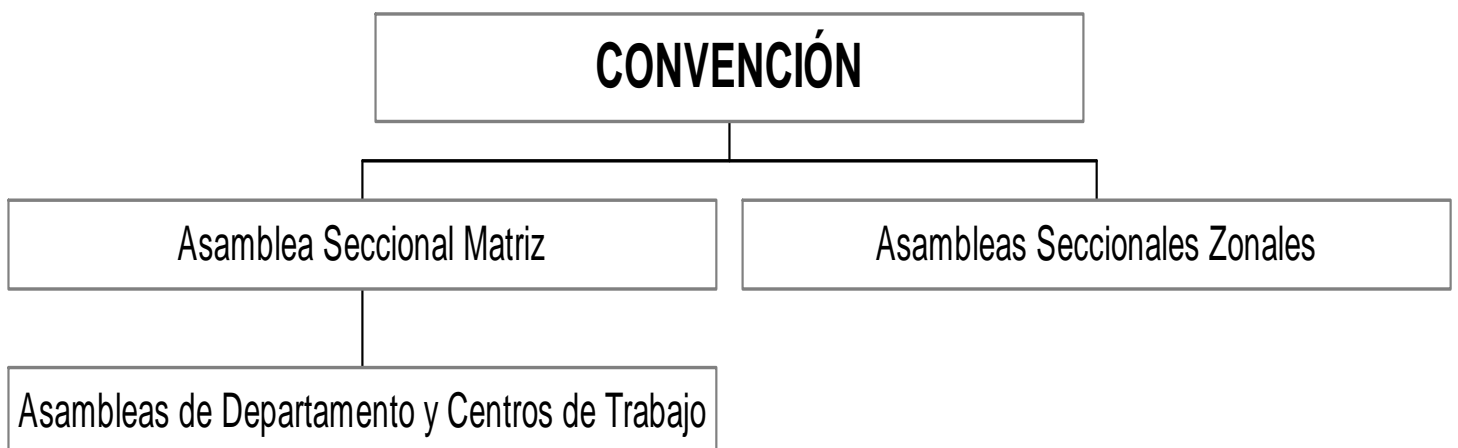 CONVENCIÓN
Asamblea Seccional Matriz
Asambleas Seccionales Zonales
Asambleas de Departamento y Centros de Trabajo